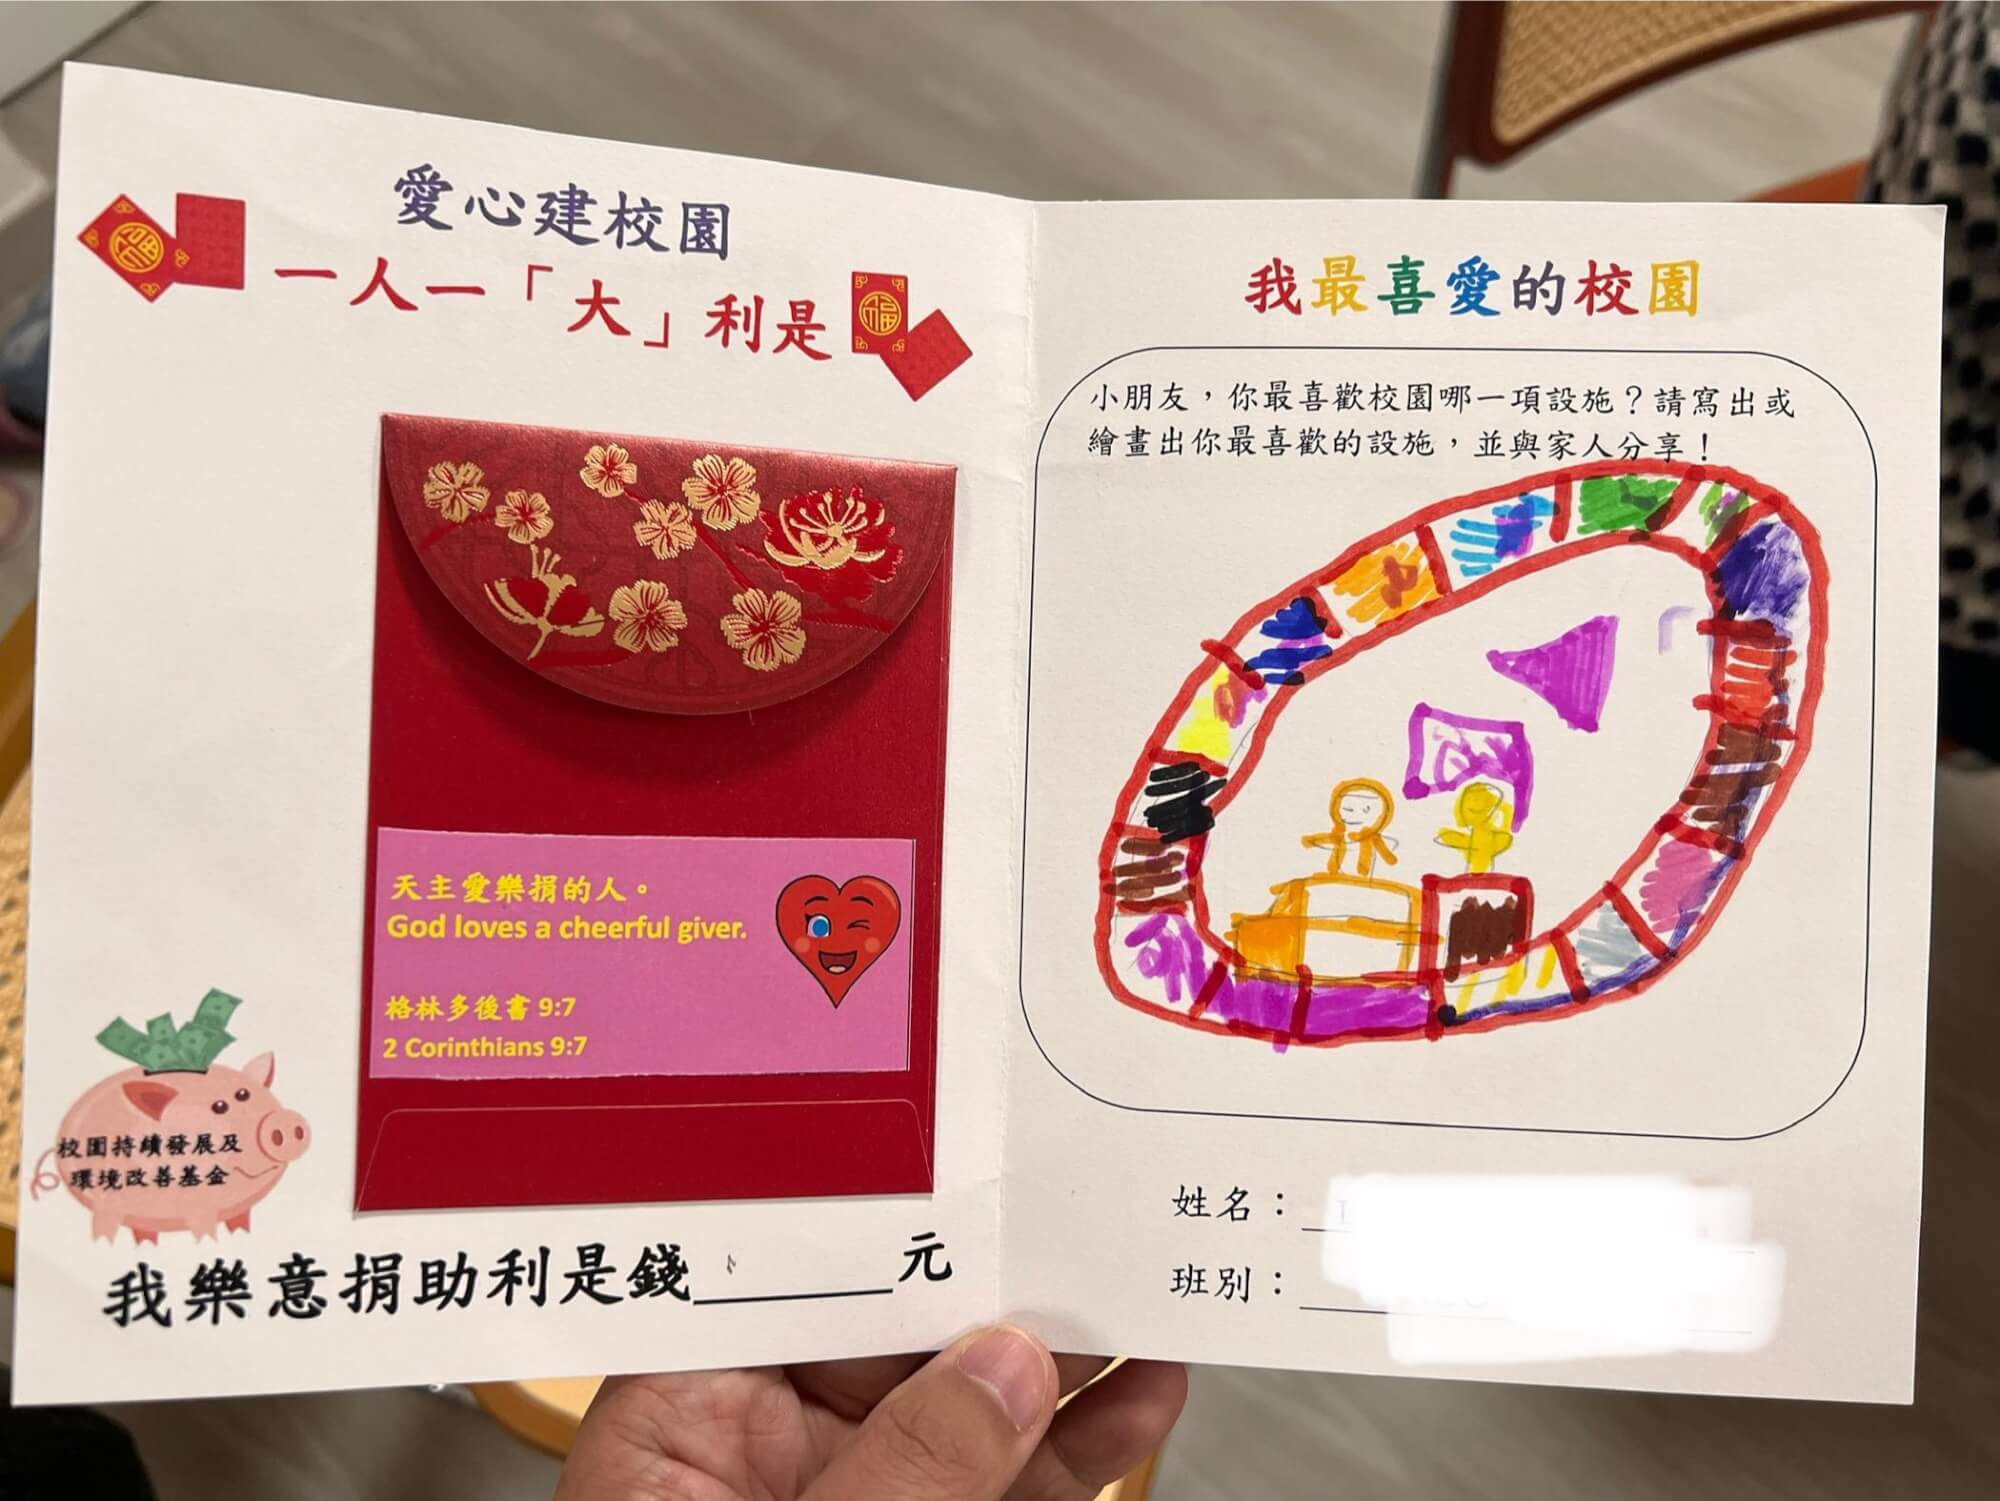 愛心建校園
一人一「大」利是
天主愛樂捐的人。
God loves a cheerful giver.
格林多後書 9:7
2 Corinthians 9:7
校園持續發展及
環境改善基金
我樂意捐助利是錢______元
我最喜愛的校園
小朋友，你最喜歡校園哪一項設施？請寫出或
繪畫出你最喜歡的設施，並與家人分享！
姓名：
班別：